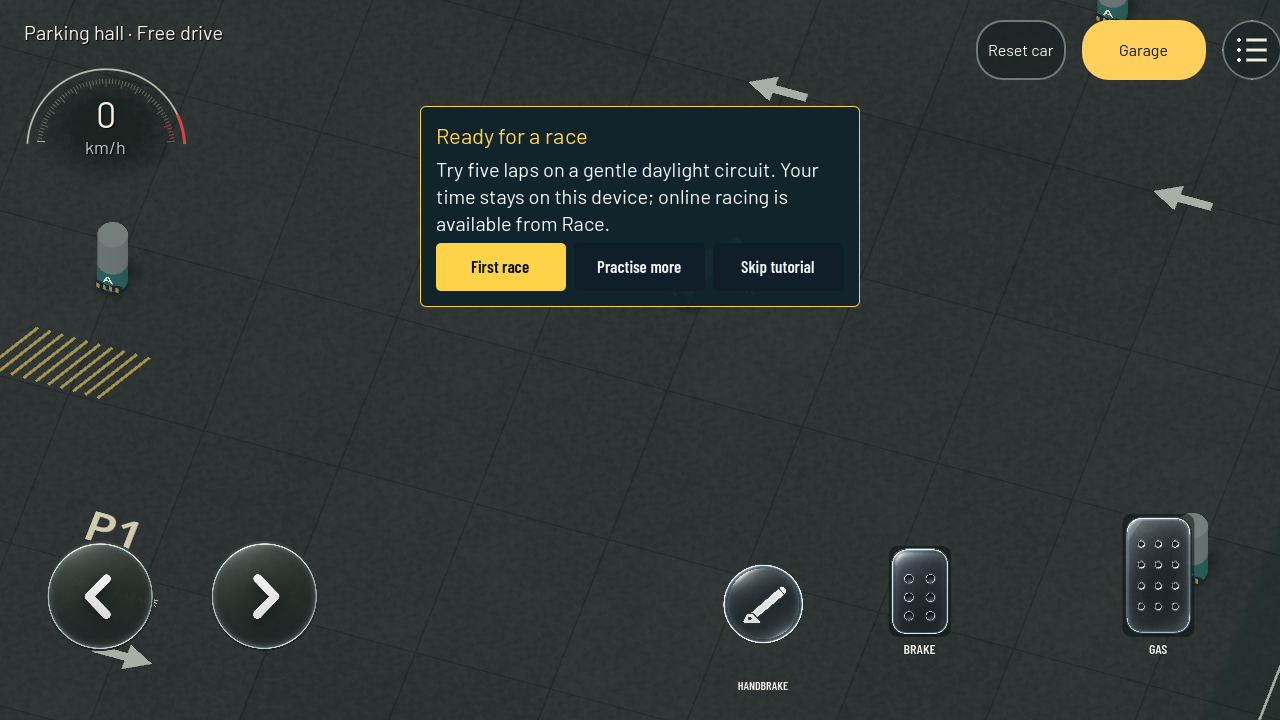 Parking hall · Free drive
Reset car
Garage
0
km/h
Ready for a race
Try five laps on a gentle daylight circuit. Your
time stays on this device; online racing is
available from Race.
First race
Practise more
Skip tutorial
A
A
P1
HANDBRAKE
BRAKE
GAS